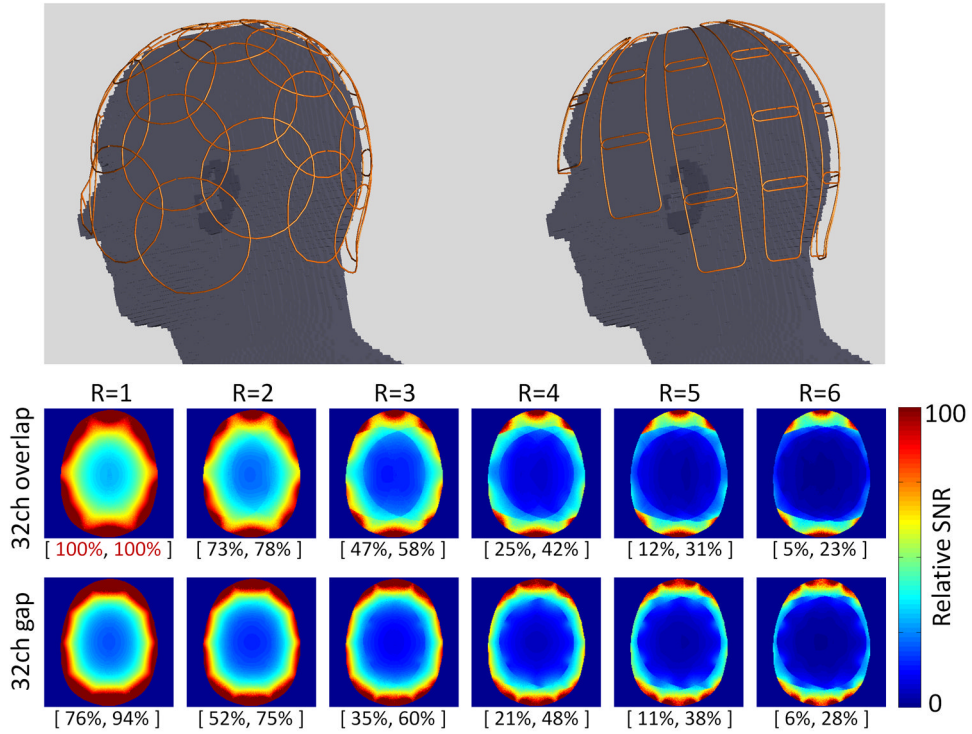 R=1 R=2 R=3 R=4 R=5 R=6
32ch overlap
100
Relative SNR
0
[ 100%, 100% ] [ 73%, 78% ] [ 47%, 58% ] [ 25%, 42% ] [ 12%, 31% ] [ 5%, 23% ]
32ch gap
[ 76%, 94% ] [ 52%, 75% ] [ 35%, 60% ] [ 21%, 48% ] [ 11%, 38% ] [ 6%, 28% ]